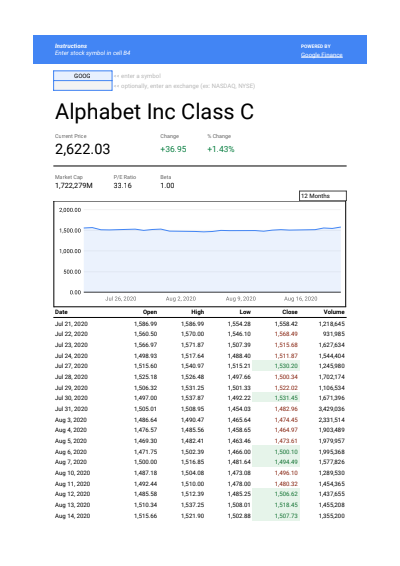 Instructions
Enter stock symbol in cell B4
POWERED BY
Google Finance
GOOG
<-- enter a symbol
<-- optionally, enter an exchange (ex: NASDAQ, NYSE)
Alphabet Inc Class C
Current Price Change % Change
2,622.03 +36.95 +1.43%
Market Cap P/E Ratio Beta
1,722,279M 33.16 1.00
12 Months
2,000.00
1,500.00
1,000.00
500.00
0.00
Jul 26, 2020 Aug 2, 2020 Aug 9, 2020 Aug 16, 2020
Date Open High Low Close Volume
Jul 21, 2020 1,586.99 1,586.99 1,554.28 1,558.42 1,218,645
Jul 22, 2020 1,560.50 1,570.00 1,546.10 1,568.49 931,985
Jul 23, 2020 1,566.97 1,571.87 1,507.39 1,515.68 1,627,634
Jul 24, 2020 1,498.93 1,517.64 1,488.40 1,511.87 1,544,404
Jul 27, 2020 1,515.60 1,540.97 1,515.21 1,530.20 1,245,980
Jul 28, 2020 1,525.18 1,526.48 1,497.66 1,500.34 1,702,174
Jul 29, 2020 1,506.32 1,531.25 1,501.33 1,522.02 1,106,534
Jul 30, 2020 1,497.00 1,537.87 1,492.22 1,531.45 1,671,396
Jul 31, 2020 1,505.01 1,508.95 1,454.03 1,482.96 3,429,036
Aug 3, 2020 1,486.64 1,490.47 1,465.64 1,474.45 2,331,514
Aug 4, 2020 1,476.57 1,485.56 1,458.65 1,464.97 1,903,489
Aug 5, 2020 1,469.30 1,482.41 1,463.46 1,473.61 1,979,957
Aug 6, 2020 1,471.75 1,502.39 1,466.00 1,500.10 1,995,368
Aug 7, 2020 1,500.00 1,516.85 1,481.64 1,494.49 1,577,826
Aug 10, 2020 1,487.18 1,504.08 1,473.08 1,496.10 1,289,530
Aug 11, 2020 1,492.44 1,510.00 1,478.00 1,480.32 1,454,365
Aug 12, 2020 1,485.58 1,512.39 1,485.25 1,506.62 1,437,655
Aug 13, 2020 1,510.34 1,537.25 1,508.01 1,518.45 1,455,208
Aug 14, 2020 1,515.66 1,521.90 1,502.88 1,507.73 1,355,200